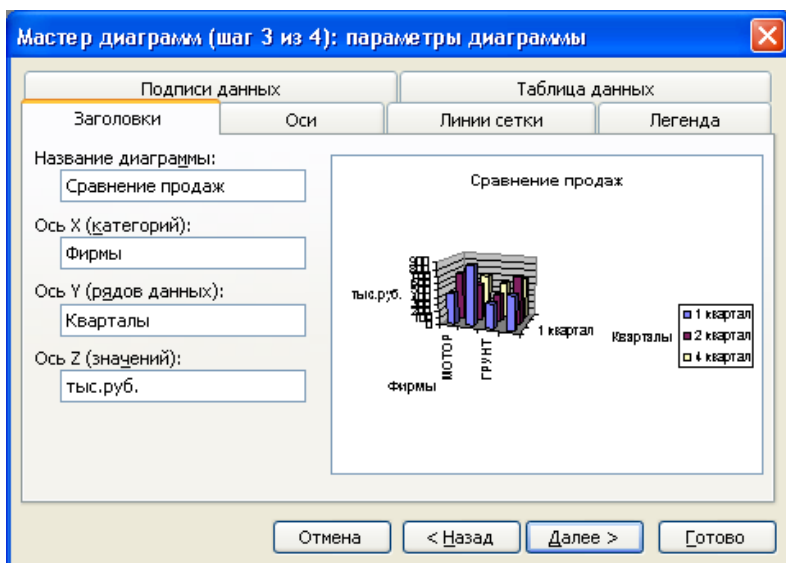 Мастер диаграмм (шаг 3 из 4): параметры диаграммы
Подписи данных
Таблица данных
Заголовки
Оси
Линии сетки
Легенда
Название диаграммы:
Сравнение продаж
Ось X (категорий):
Фирмы
Ось Y (рядов данных):
Кварталы
Ось Z (значений):
тыс.руб.
Сравнение продаж
тыс.руб.
МОТОР
ГРУНТ
Фирмы
1 квартал
Кварталы
1 квартал
2 квартал
4 квартал
Отмена
< Назад
Далее >
Готово